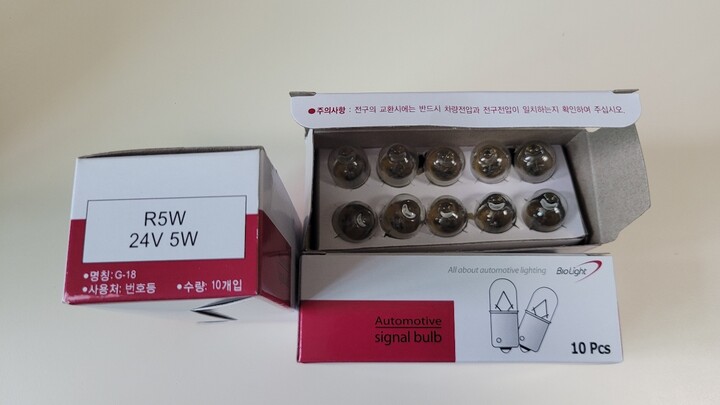 ●주의사항 : 전구의 교환시에는 반드시 차량전압과 전구전압이 일치하는지 확인하여 주십시오.
R5W
24V 5W
●명칭: G-18
●사용처: 번호등 ●수량: 10개입
All about automotive lighting BioLight
Automotive
signal bulb
10 Pcs